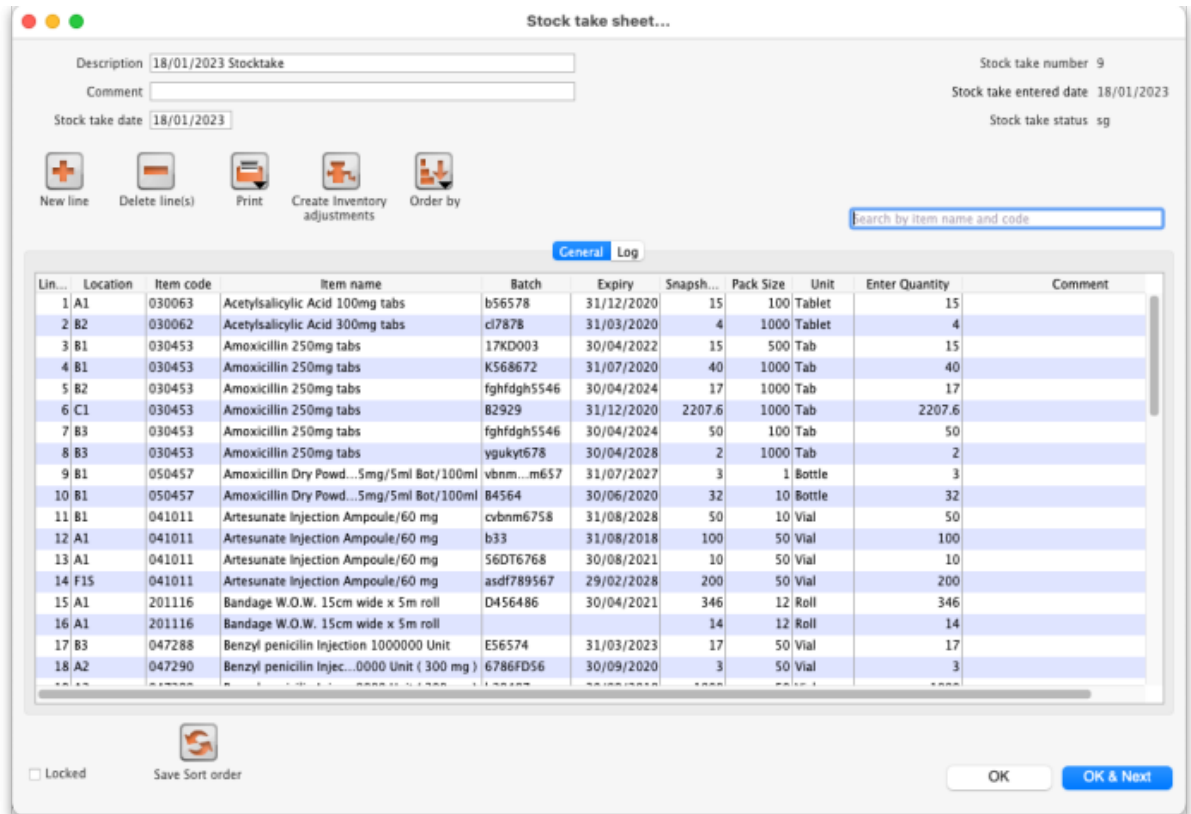 Stock take sheet...
Description 18/01/2023 Stocktake Stock take number 9
Comment Stock take entered date 18/01/2023
Stock take date 18/01/2023 Stock take status sg
New line Delete line(s) Print Create Inventory adjustments Order by
Search by item name and code
General Log
Lin... Location Item code Item name Batch Expiry Snapsh... Pack Size Unit Enter Quantity Comment
1 A1 030063 Acetylsalicylic Acid 100mg tabs b56578 31/12/2020 15 100 Tablet 15
2 B2 030062 Acetylsalicylic Acid 300mg tabs cl787B 31/03/2020 4 1000 Tablet 4
3 B1 030453 Amoxicillin 250mg tabs 17KD003 30/04/2022 15 500 Tab 15
4 B1 030453 Amoxicillin 250mg tabs K568672 31/07/2020 40 1000 Tab 40
5 B2 030453 Amoxicillin 250mg tabs fghfdgh5546 30/04/2024 17 1000 Tab 17
6 C1 030453 Amoxicillin 250mg tabs B2929 31/12/2020 2207.6 1000 Tab 2207.6
7 B3 030453 Amoxicillin 250mg tabs fghfdgh5546 30/04/2024 50 100 Tab 50
8 B3 030453 Amoxicillin 250mg tabs ygukyt678 30/04/2028 2 1000 Tab 2
9 B1 050457 Amoxicillin Dry Powd...5mg/5ml Bot/100ml vbnm...m657 31/07/2027 3 1 Bottle 3
10 B1 050457 Amoxicillin Dry Powd...5mg/5ml Bot/100ml B4564 30/06/2020 32 10 Bottle 32
11 B1 041011 Artesunate Injection Ampoule/60 mg cvbnm6758 31/08/2028 50 10 Vial 50
12 A1 041011 Artesunate Injection Ampoule/60 mg b33 31/08/2018 100 50 Vial 100
13 A1 041011 Artesunate Injection Ampoule/60 mg 56DT6768 30/08/2021 10 50 Vial 10
14 F1S 041011 Artesunate Injection Ampoule/60 mg asdf789567 29/02/2028 200 50 Vial 200
15 A1 201116 Bandage W.O.W. 15cm wide x 5m roll D456486 30/04/2021 346 12 Roll 346
16 A1 201116 Bandage W.O.W. 15cm wide x 5m roll 14 12 Roll 14
17 B3 047288 Benzyl penicilin Injection 1000000 Unit E56574 31/03/2023 17 50 Vial 17
18 A2 047290 Benzyl penicilin Injec...0000 Unit ( 300 mg ) 6786FD56 30/09/2020 3 50 Vial 3
Locked Save Sort order OK OK & Next